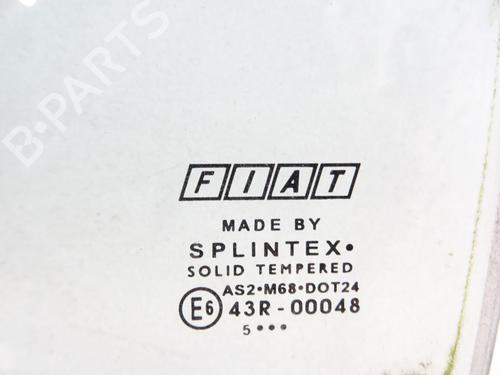 B-PARTS
FIAT
MADE BY
SPLINTEX•
SOLID TEMPERED
AS2•M68•DOT24
E6 43R-00048
5•••